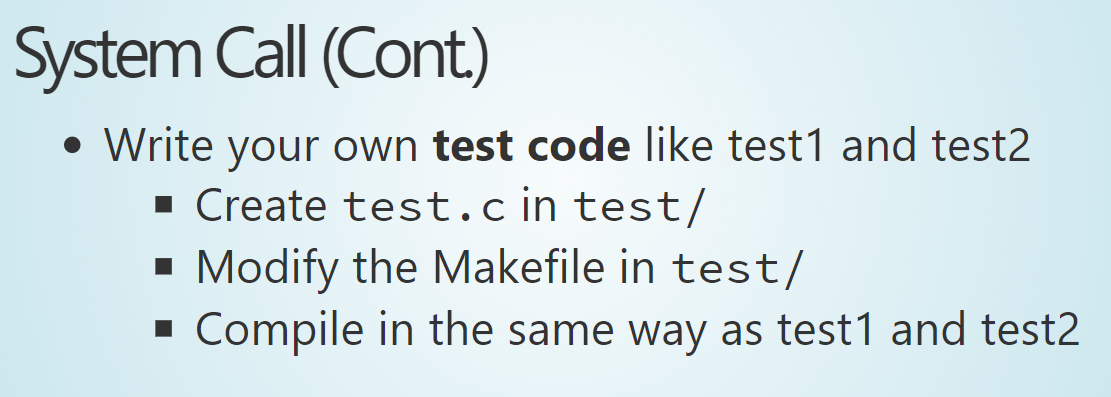 System Call (Cont.)
• Write your own test code like test1 and test2
▪ Create test.c in test/
▪ Modify the Makefile in test/
▪ Compile in the same way as test1 and test2